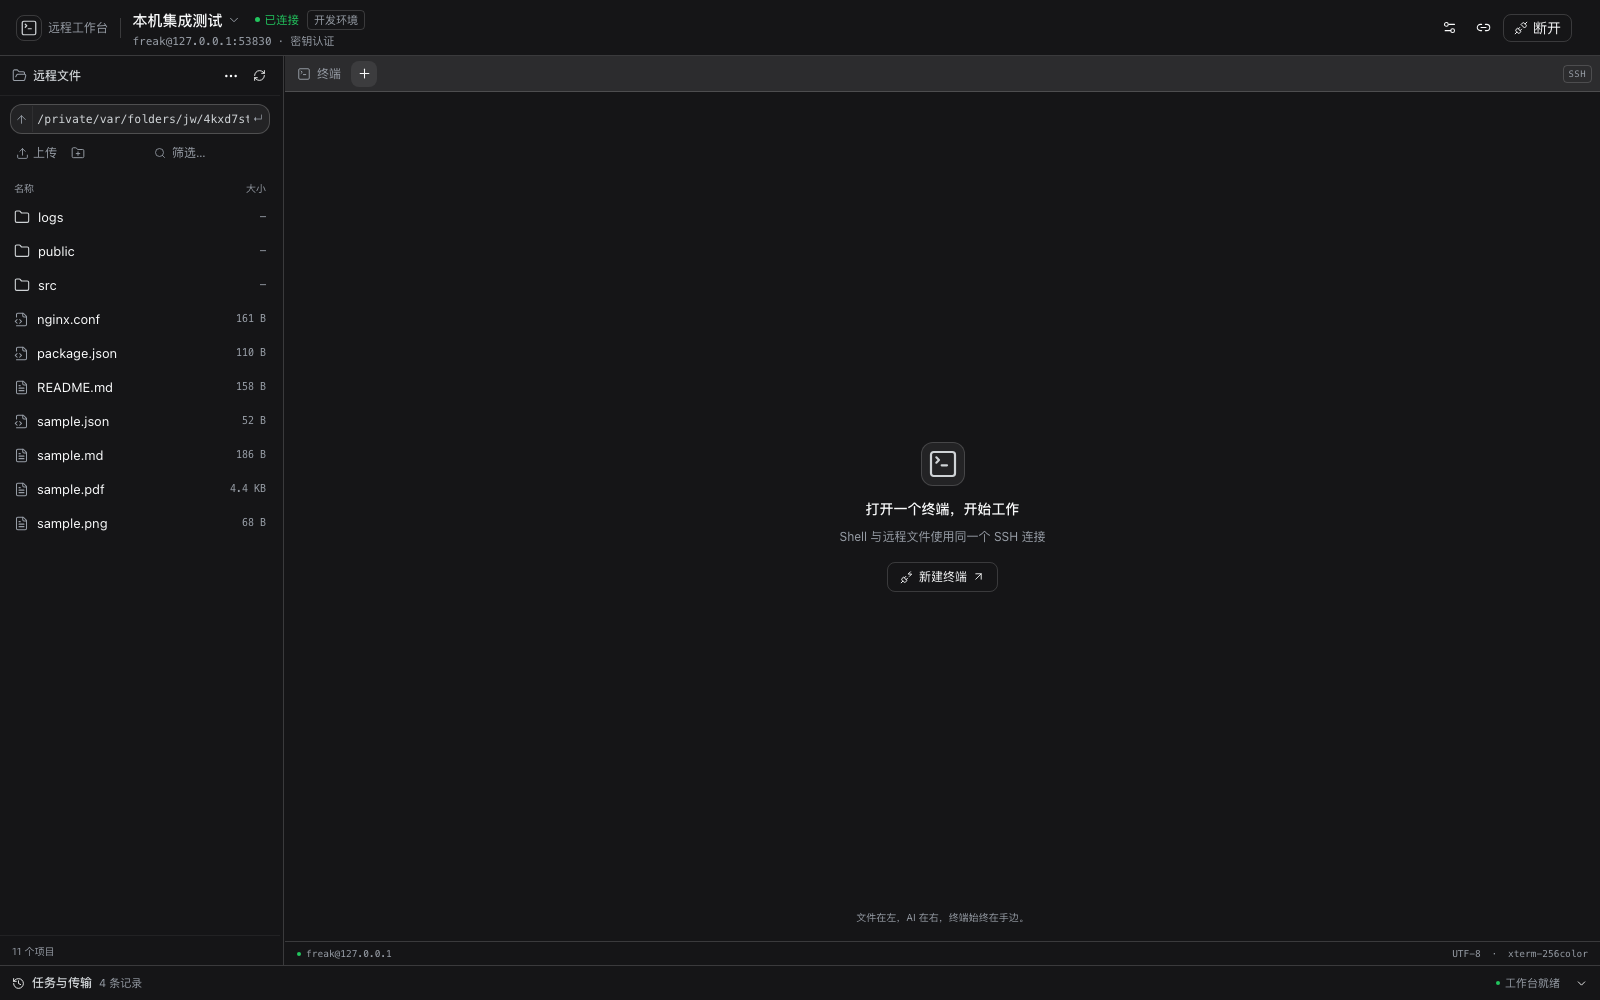 远程工作台
本机集成测试
已连接
开发环境
freak@127.0.0.1:53830 · 密钥认证
断开
远程文件
终端
SSH
/private/var/folders/jw/4kxd7st
上传
筛选...
名称 大小
logs –
public –
src –
nginx.conf 161 B
package.json 110 B
README.md 158 B
sample.json 52 B
sample.md 186 B
sample.pdf 4.4 KB
sample.png 68 B
打开一个终端，开始工作
Shell 与远程文件使用同一个 SSH 连接
新建终端
文件在左，AI 在右，终端始终在手边。
11 个项目
freak@127.0.0.1
UTF-8 · xterm-256color
任务与传输 4 条记录
工作台就绪